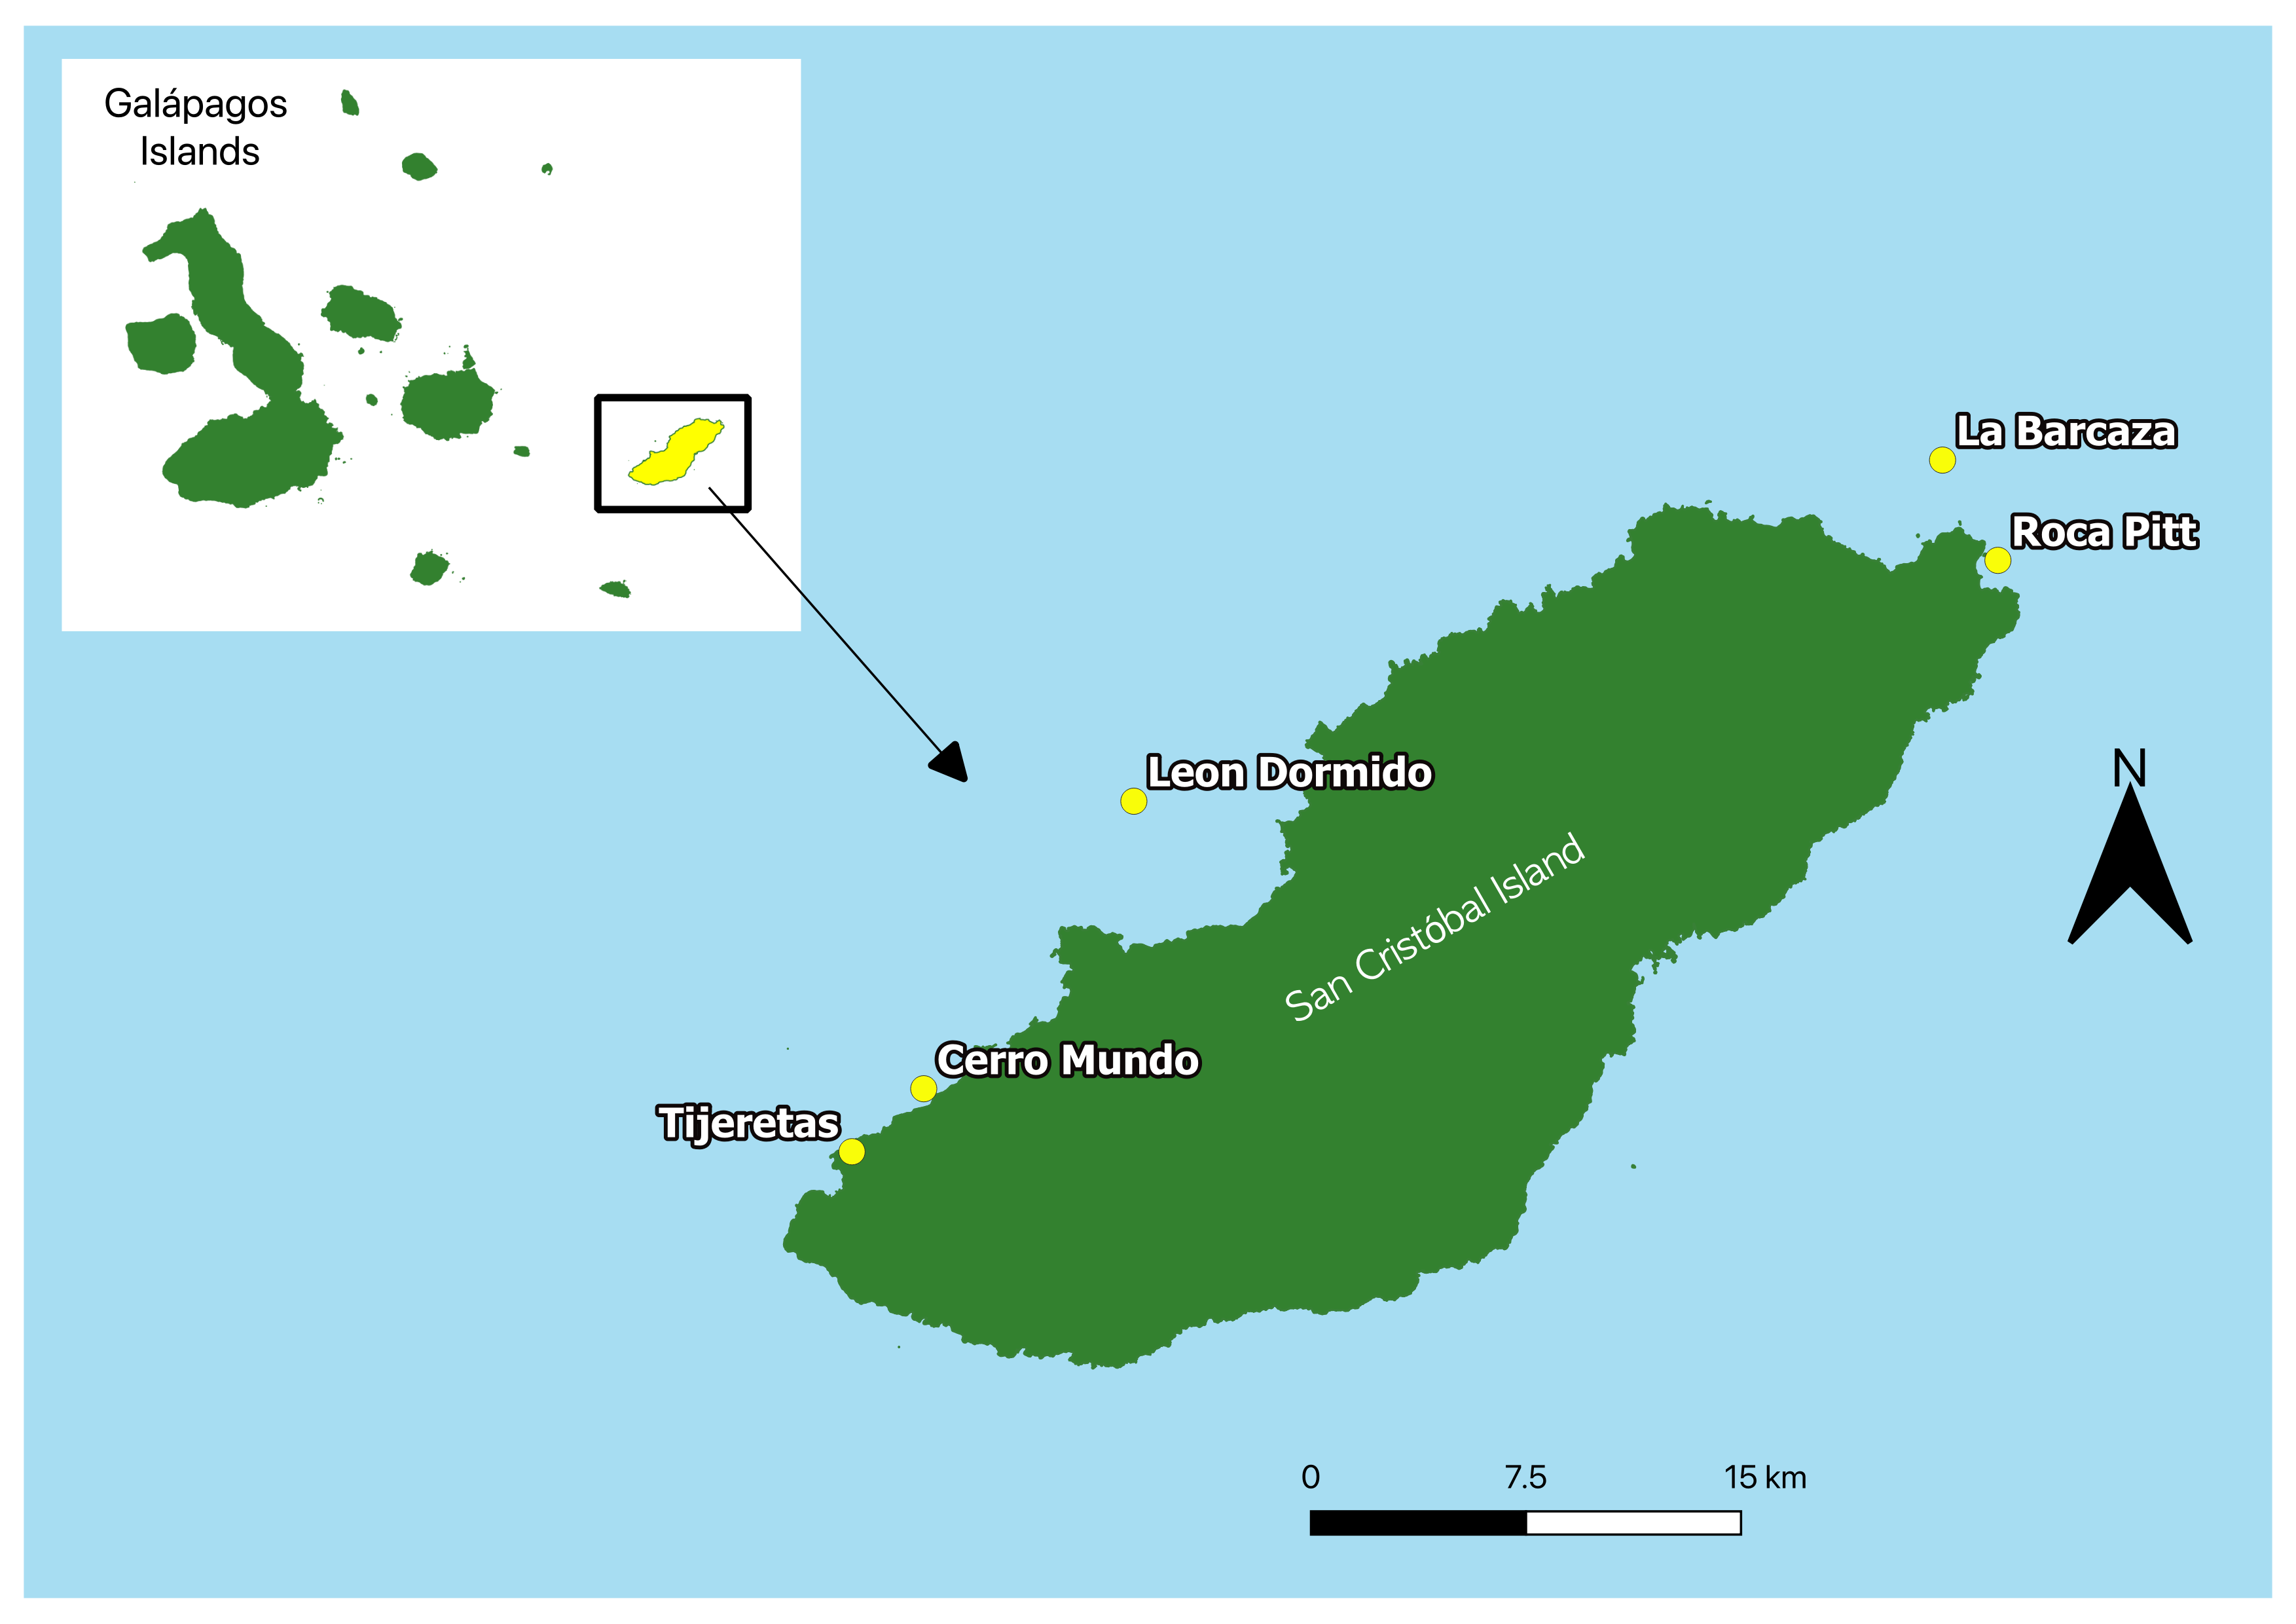 Galápagos
Islands
La Barcaza
Roca Pitt
Leon Dormido
N
San Cristóbal Island
Cerro Mundo
Tijeretas
0 7.5 15 km